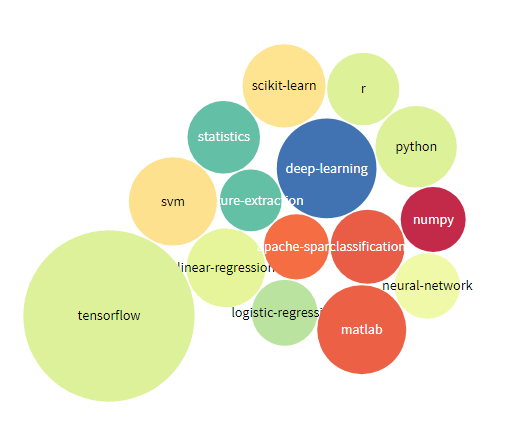 scikit-learn
r
statistics
python
deep-learning
svm
ture-extraction
numpy
apache-spar
classification
linear-regression
neural-network
logistic-regressi
tensorflow
matlab